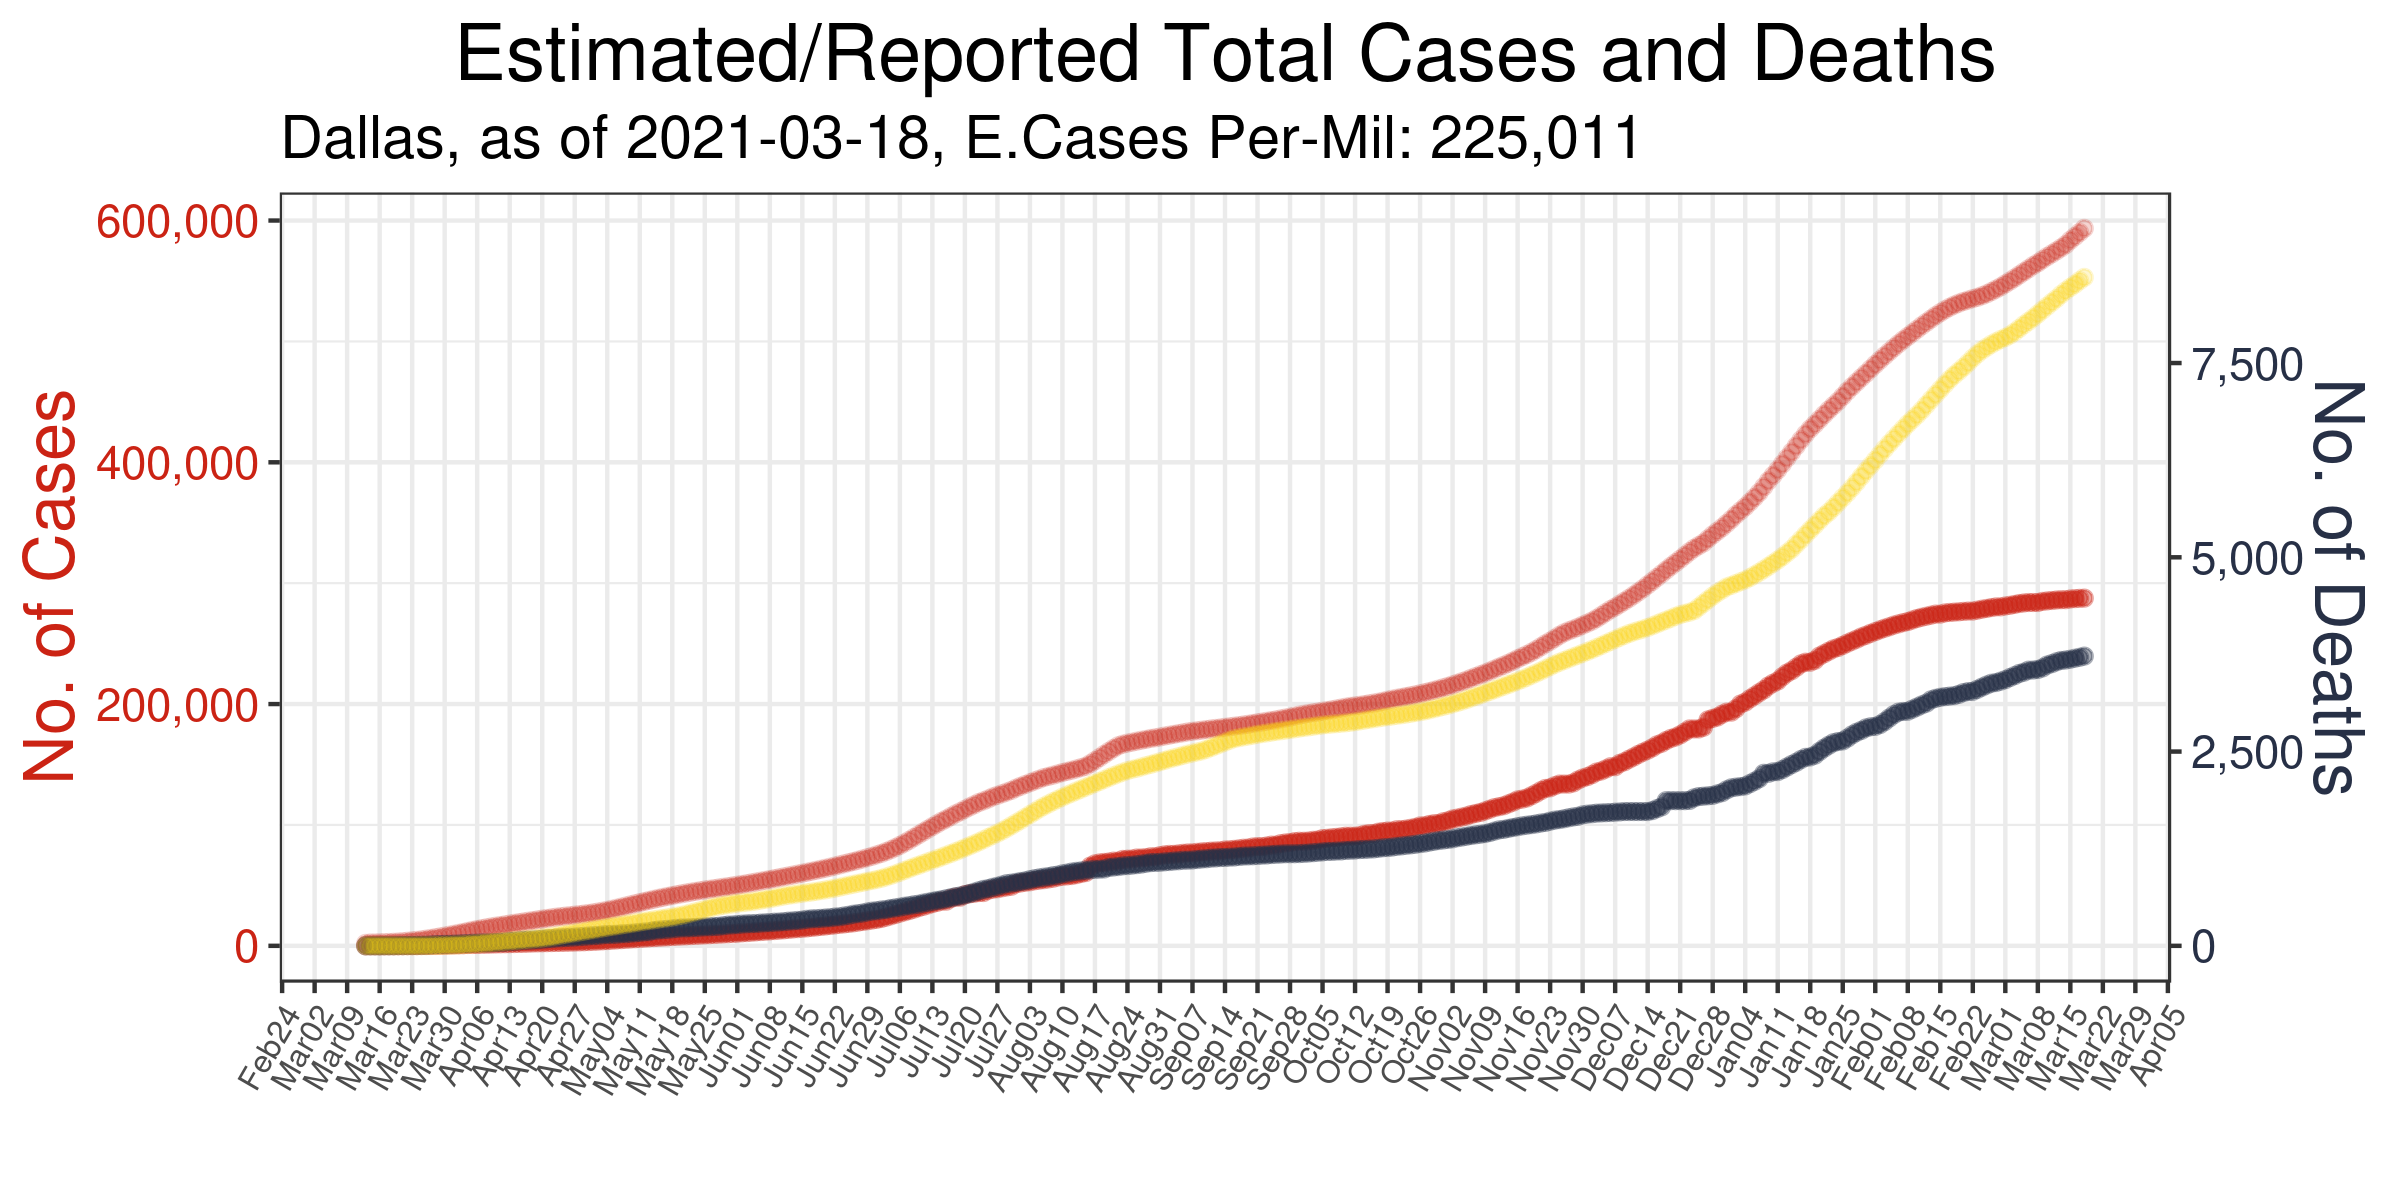 Estimated/Reported Total Cases and Deaths
Dallas, as of 2021-03-18, E.Cases Per-Mil: 225,011
No. of Cases
600,000
400,000
200,000
0
7,500
5,000
2,500
0
No. of Deaths
Feb24
Mar02
Mar09
Mar16
Mar23
Mar30
Apr06
Apr13
Apr20
Apr27
May04
May11
May18
May25
Jun01
Jun08
Jun15
Jun22
Jun29
Jul06
Jul13
Jul20
Jul27
Aug03
Aug10
Aug17
Aug24
Aug31
Sep07
Sep14
Sep21
Sep28
Oct05
Oct12
Oct19
Oct26
Nov02
Nov09
Nov16
Nov23
Nov30
Dec07
Dec14
Dec21
Dec28
Jan04
Jan11
Jan18
Jan25
Feb01
Feb08
Feb15
Feb22
Mar01
Mar08
Mar15
Mar22
Mar29
Apr05